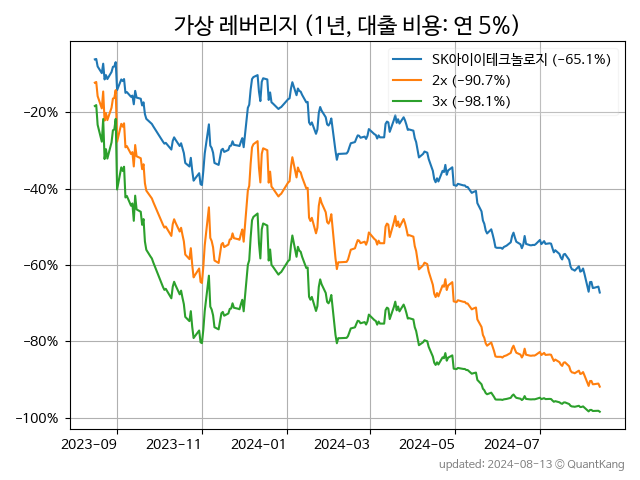 가상 레버리지 (1년, 대출 비용: 연 5%)
SK아이이테크놀로지 (−65.1%)
2x (−90.7%)
3x (−98.1%)
−20%
−40%
−60%
−80%
−100%
2023-09 2023-11 2024-01 2024-03 2024-05 2024-07
updated: 2024-08-13 © QuantKang